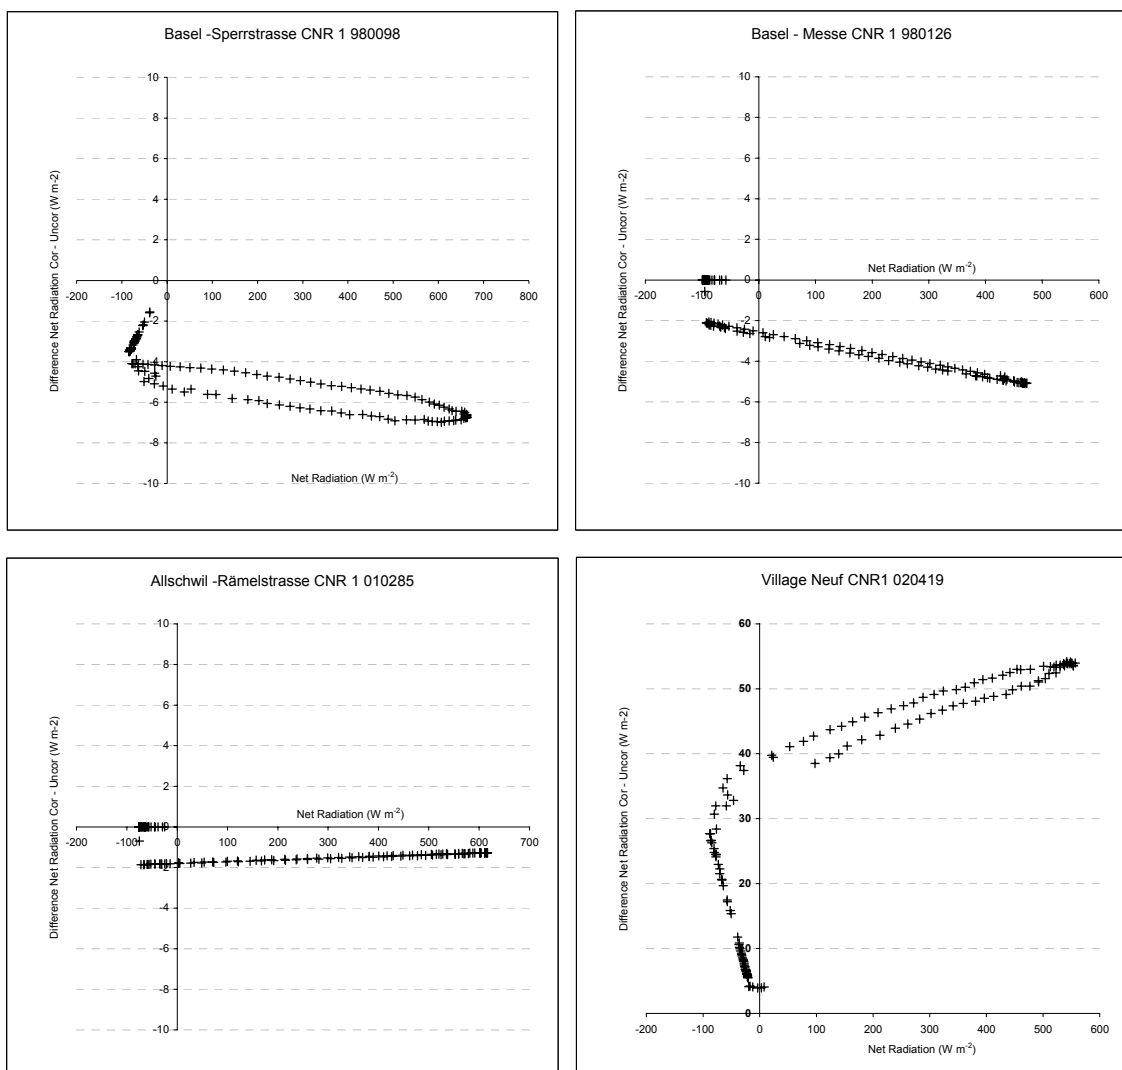 Basel -Sperrstrasse CNR 1 980098
Difference Net Radiation Cor - Uncor (W m-2)
10
8
6
4
2
0
-2
-4
-6
-8
-10
-200 -100 0 100 200 300 400 500 600 700 800
Net Radiation (W m-2)
Basel - Messe CNR 1 980126
Difference Net Radiation Cor - Uncor (W m-2)
10
8
6
4
2
0
-2
-4
-6
-8
-10
Net Radiation (W m-2)
-200 -100 0 100 200 300 400 500 600
Allschwil -Rämelstrasse CNR 1 010285
Difference Net Radiation Cor - Uncor (W m-2)
10
8
6
4
2
0
-2
-4
-6
-8
-10
Net Radiation (W m-2)
-200 -100 0 100 200 300 400 500 600 700
Village Neuf CNR1 020419
Difference Net Radiation Cor - Uncor (W m-2)
60
50
40
30
20
10
0
-200 -100 0 100 200 300 400 500 600
Net Radiation (W m-2)